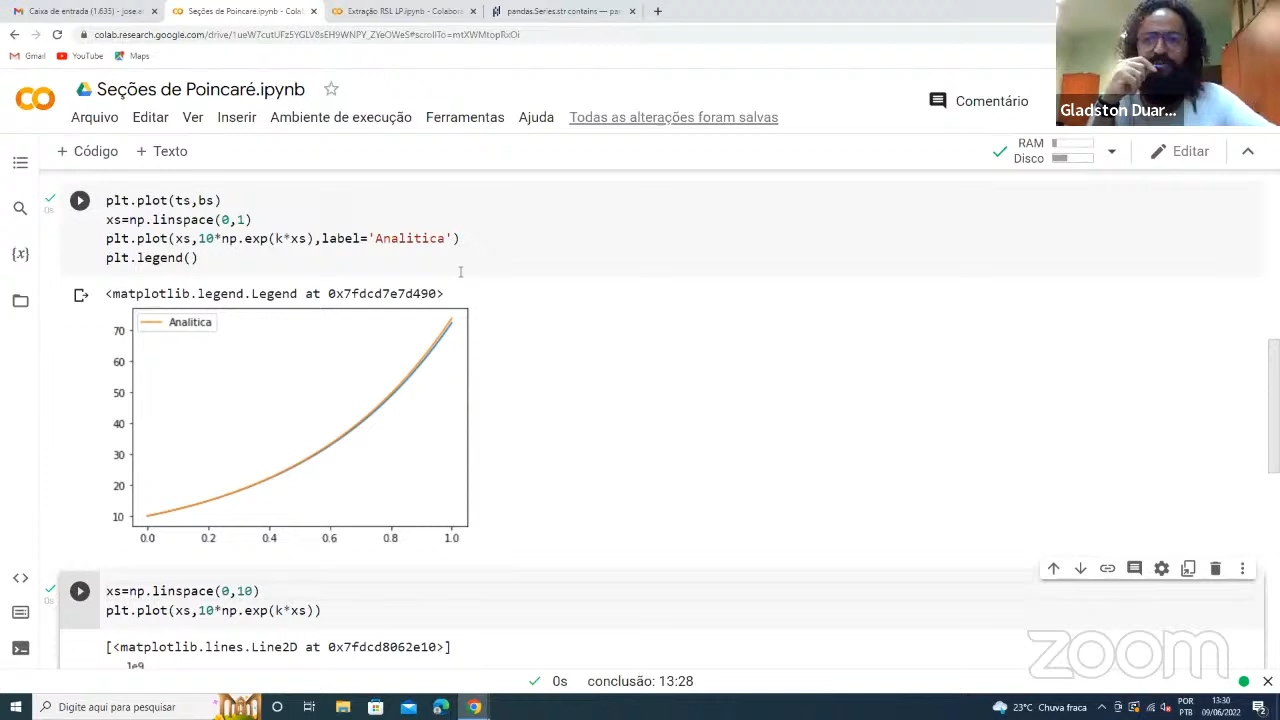 Caixa de entrada (1.635) - jose.a
Seções de Poincaré.ipynb - Colab
Extração RSL LP.ipynb - Colabor
pandas.Series.str.contains — pa
colab.research.google.com/drive/1ueW7cutUFz5YGLV8sEH9WNPY_ZYeOWeS#scrollTo=mtXWMtopRxOi
Gmail YouTube Maps
Seções de Poincaré.ipynb
Comentário
Gladston Duar...
Arquivo Editar Ver Inserir Ambiente de execução Ferramentas Ajuda Todas as alterações foram salvas
+ Código + Texto
RAM
Disco
Editar
{x}
0s
plt.plot(ts,bs)
xs=np.linspace(0,1)
plt.plot(xs,10*np.exp(k*xs),label='Analitica')
plt.legend()
<matplotlib.legend.Legend at 0x7fdcd7e7d490>
Analitica
70
60
50
40
30
20
10
0.0 0.2 0.4 0.6 0.8 1.0
0s
xs=np.linspace(0,10)
plt.plot(xs,10*np.exp(k*xs))
[<matplotlib.lines.Line2D at 0x7fdcd8062e10>]
1e9
zoom
0s conclusão: 13:28
Digite aqui para pesquisar
23°C Chuva fraca
POR
PTB
13:30
09/06/2022
2